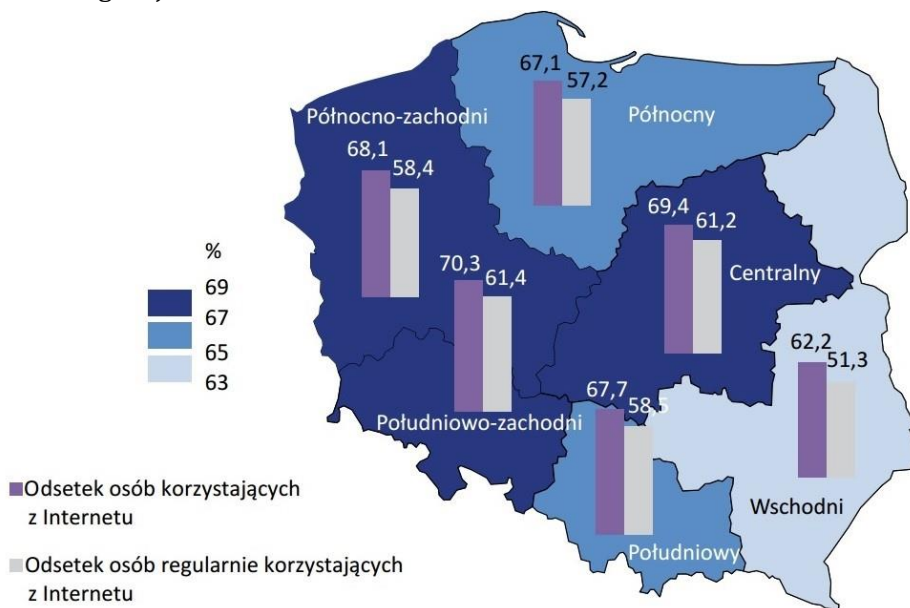 67,1
57,2
Północno-zachodni
Północny
68,1
58,4
69,4
61,2
%
70,3
61,4
Centralny
69
67
65
63
62,2
51,3
67,7
58,5
Południowo-zachodni
Odsetek osób korzystających
z Internetu
Wschodni
Południowy
Odsetek osób regularnie korzystających
z Internetu